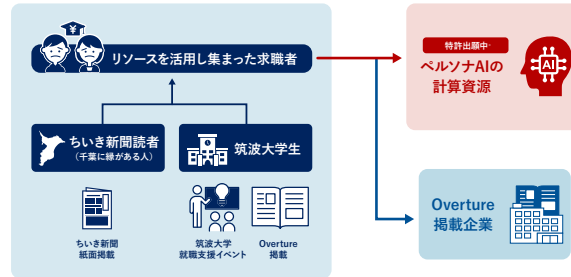 リソースを活用し集まった求職者
ちいき新聞読者
(千葉に縁がある人)
筑波大学生
ちいき新聞
紙面掲載
筑波大学
就職支援イベント
Overture
掲載
特許出願中
ペルソナAIの
計算資源
AI
Overture
掲載企業